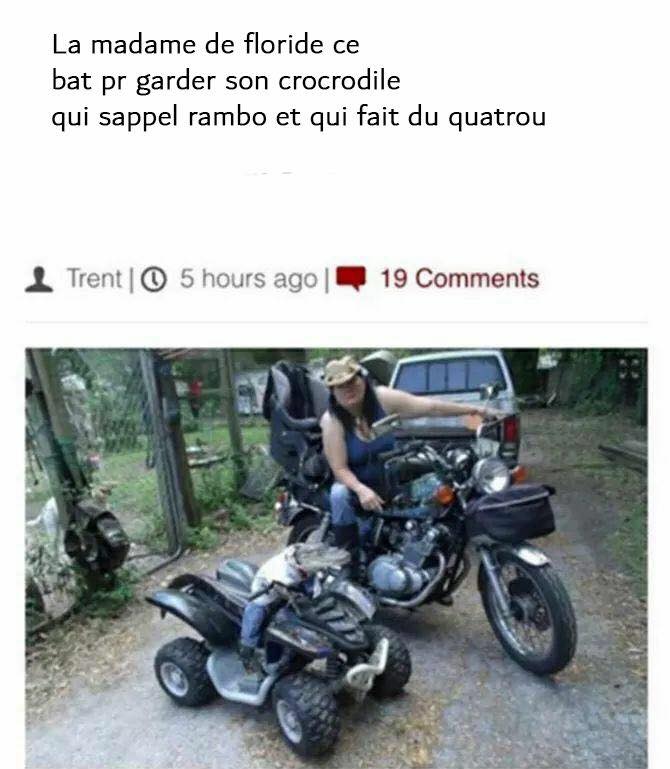 La madame de floride ce
bat pr garder son crocrodile
qui sappel rambo et qui fait du quatrou
Trent | 5 hours ago | 19 Comments